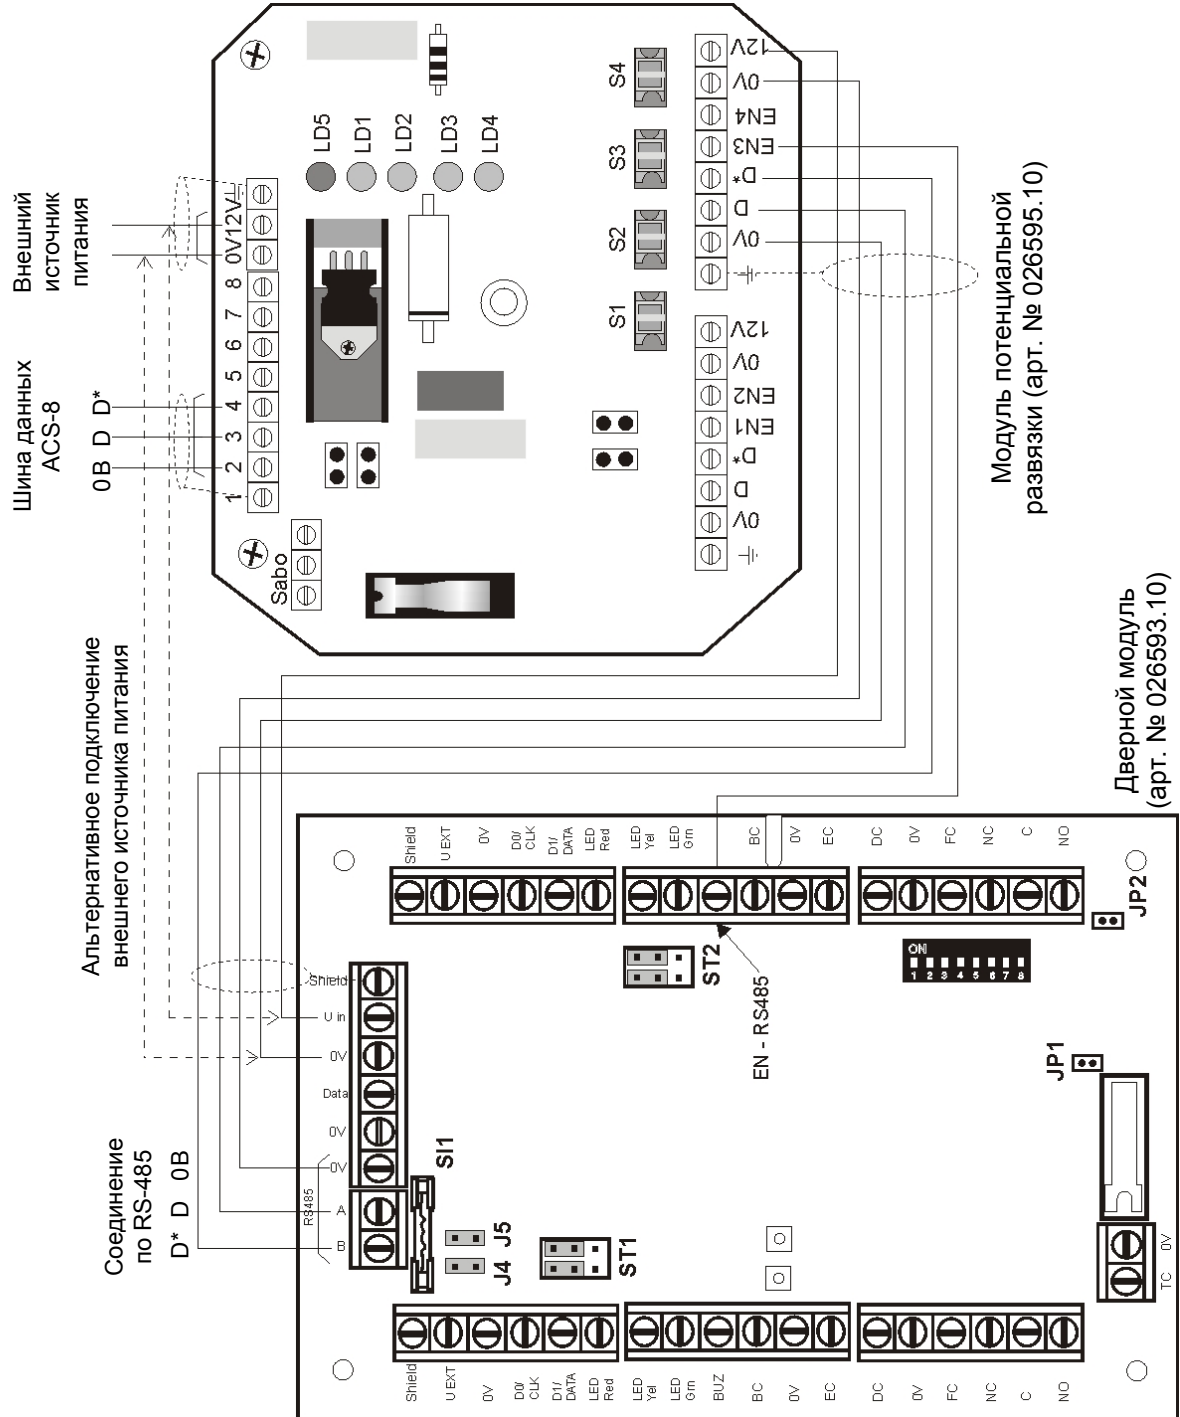 Внешний
источник
питания
Шина данных
ACS-8
0В D D*
1 2 3 4 5 6 7 8 0V 12V
Sabo
LD5
LD1
LD2
LD3
LD4
S1
S2
S3
S4
0V D D* EN1 EN2 0V 12V
0V D D* EN3 EN4 0V 12V
Модуль потенциальной
развязки (арт. № 026595.10)
Альтернативное подключение
внешнего источника питания
Соединение
по RS-485
D* D 0В
RS485
B A 0V 0V Data 0V U in Shield
SI1
J4 J5
ST1
ST2
EN - RS485
ON
1 2 3 4 5 6 7 8
JP1
JP2
TC 0V
Shield
U EXT
0V
D0/
CLK
D1/
DATA
LED
Red
LED
Yel
LED
Grn
BC
0V
EC
DC
0V
FC
NC
C
NO
Shield
U EXT
0V
D0/
CLK
D1/
DATA
LED
Red
LED
Yel
LED
Grn
BUZ
BC
0V
EC
DC
0V
FC
NC
C
NO
Дверной модуль
(арт. № 026593.10)